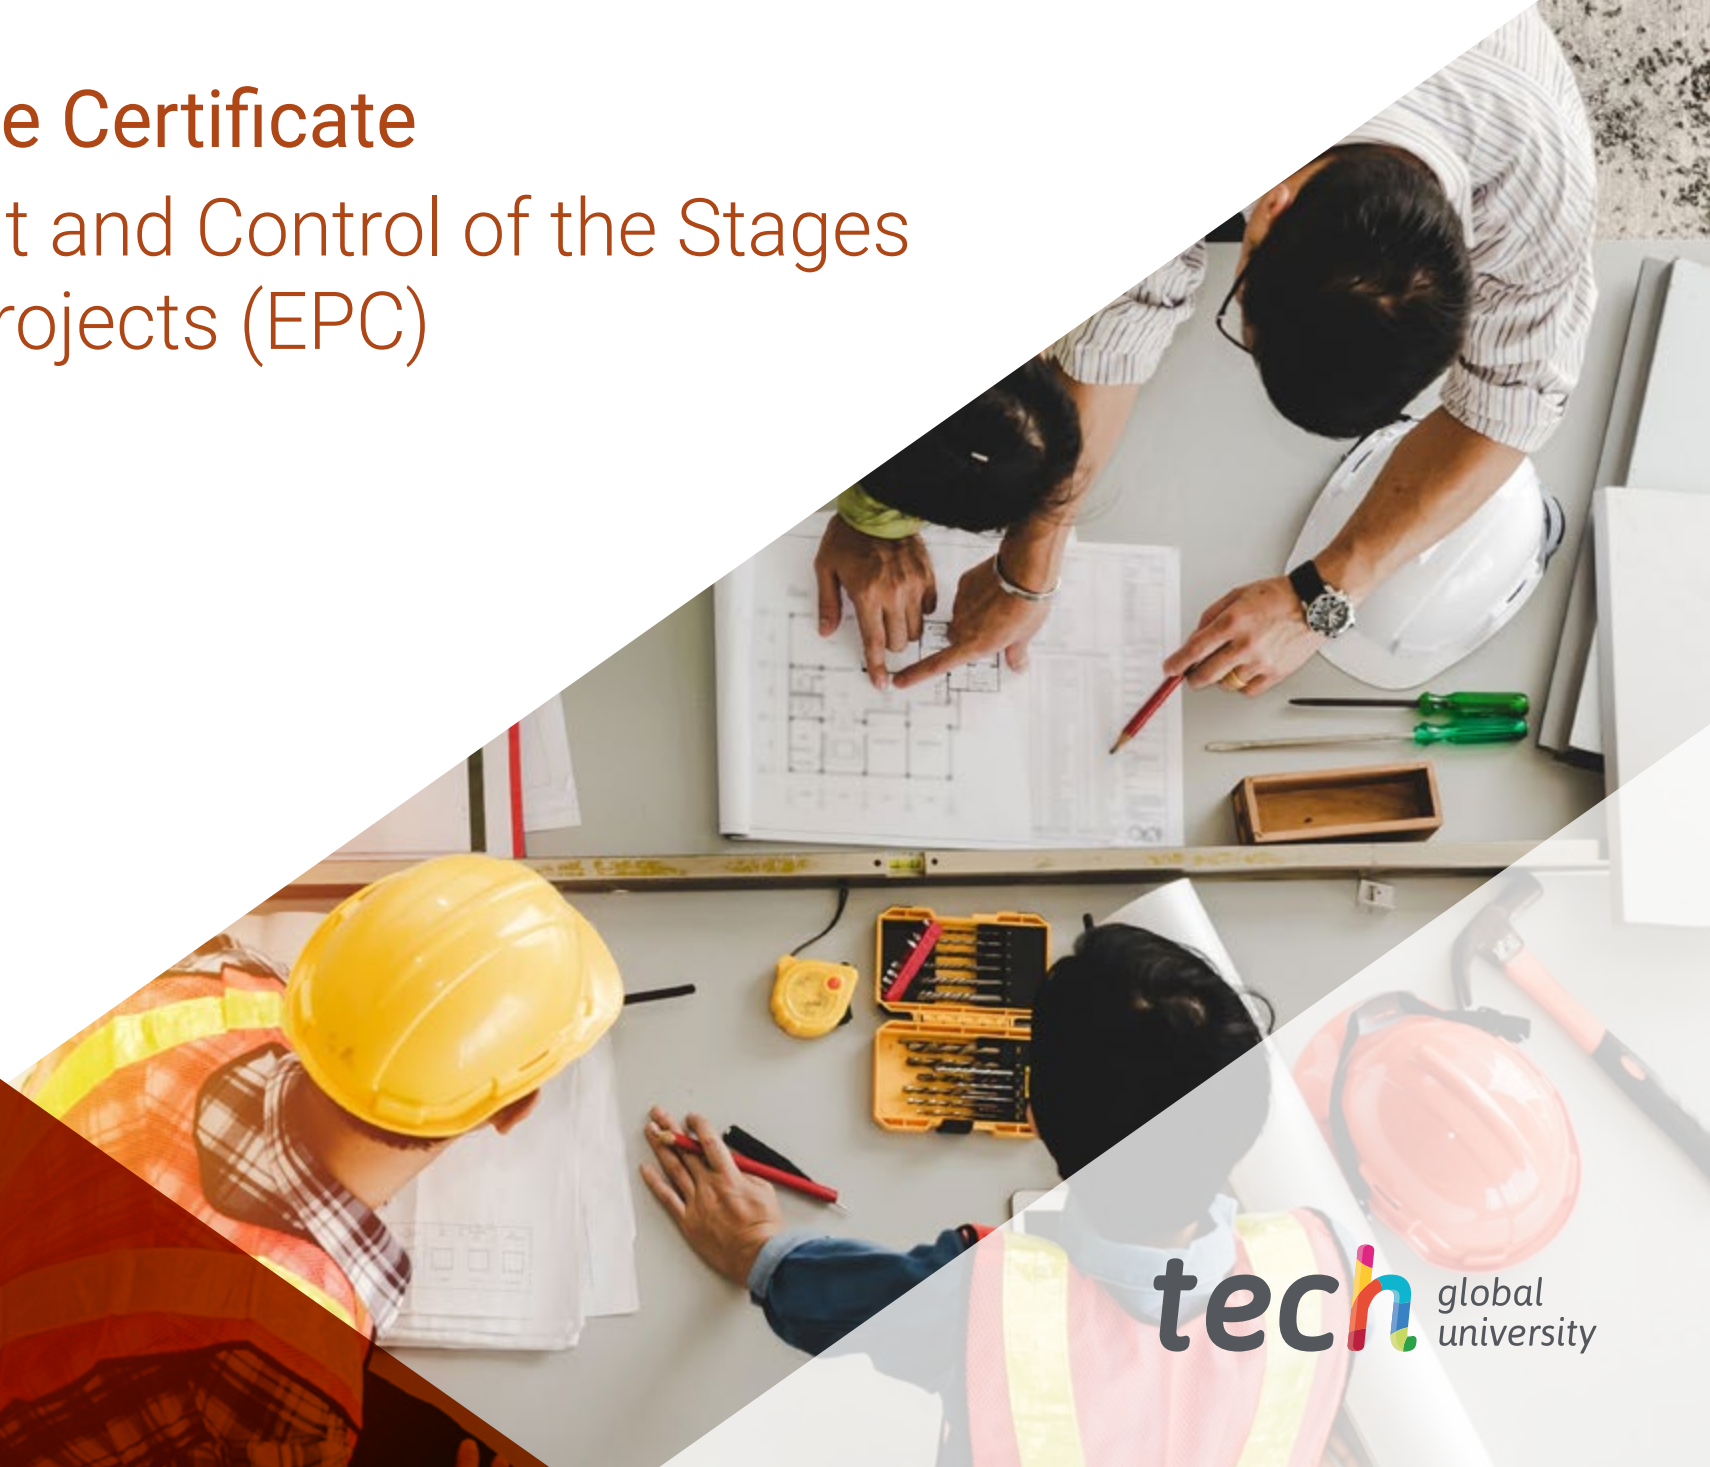 e Certificate
t and Control of the Stages
rojects (EPC)
tech global
university